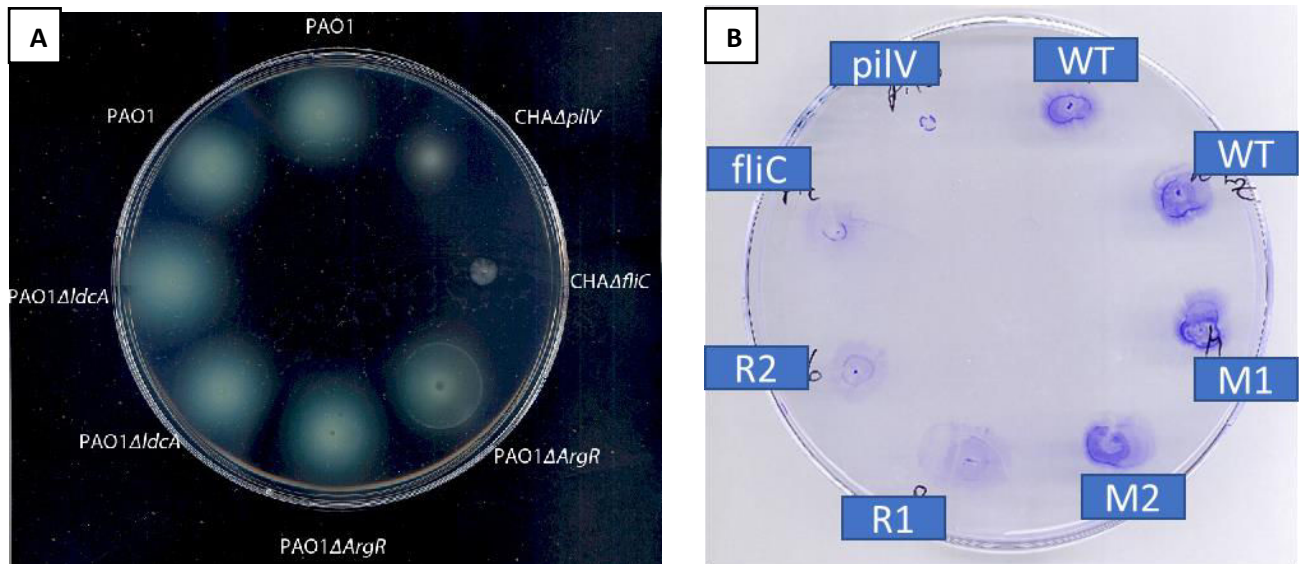 A
PAO1
PAO1
CHAΔpilV
PAO1ΔldcA
CHAΔfliC
PAO1ΔldcA
PAO1ΔArgR
PAO1ΔArgR
B
pilV
WT
fliC
WT
R2
M1
R1
M2